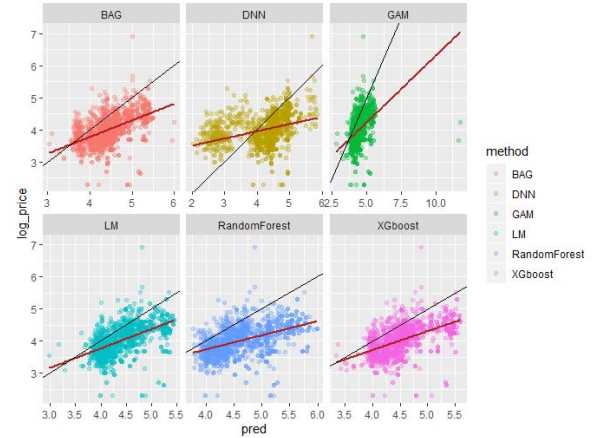 BAG DNN GAM
7
6
5
4
3
3 4 5 6 2 3 4 5 6 2.5 5.0 7.5 10.0
LM RandomForest XGboost
7
6
5
4
3
3.0 3.5 4.0 4.5 5.0 5.5 4.0 4.5 5.0 5.5 6.0 3.5 4.0 4.5 5.0 5.5
pred
log_price
method
BAG
DNN
GAM
LM
RandomForest
XGboost